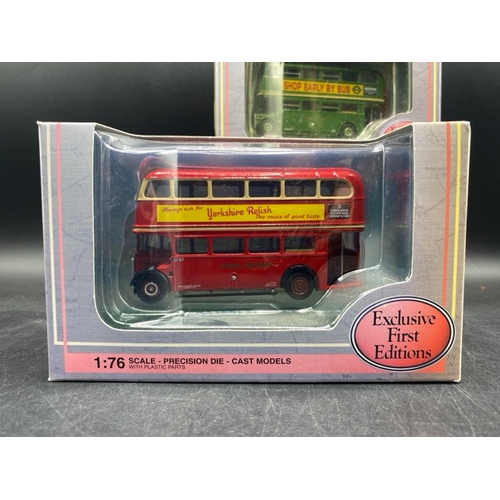 SHOP EARLY BY BUS
Always ask for
Yorkshire Relish
The sauce of good taste
Exclusive
First
Editions
1:76 SCALE - PRECISION DIE - CAST MODELS
WITH PLASTIC PARTS